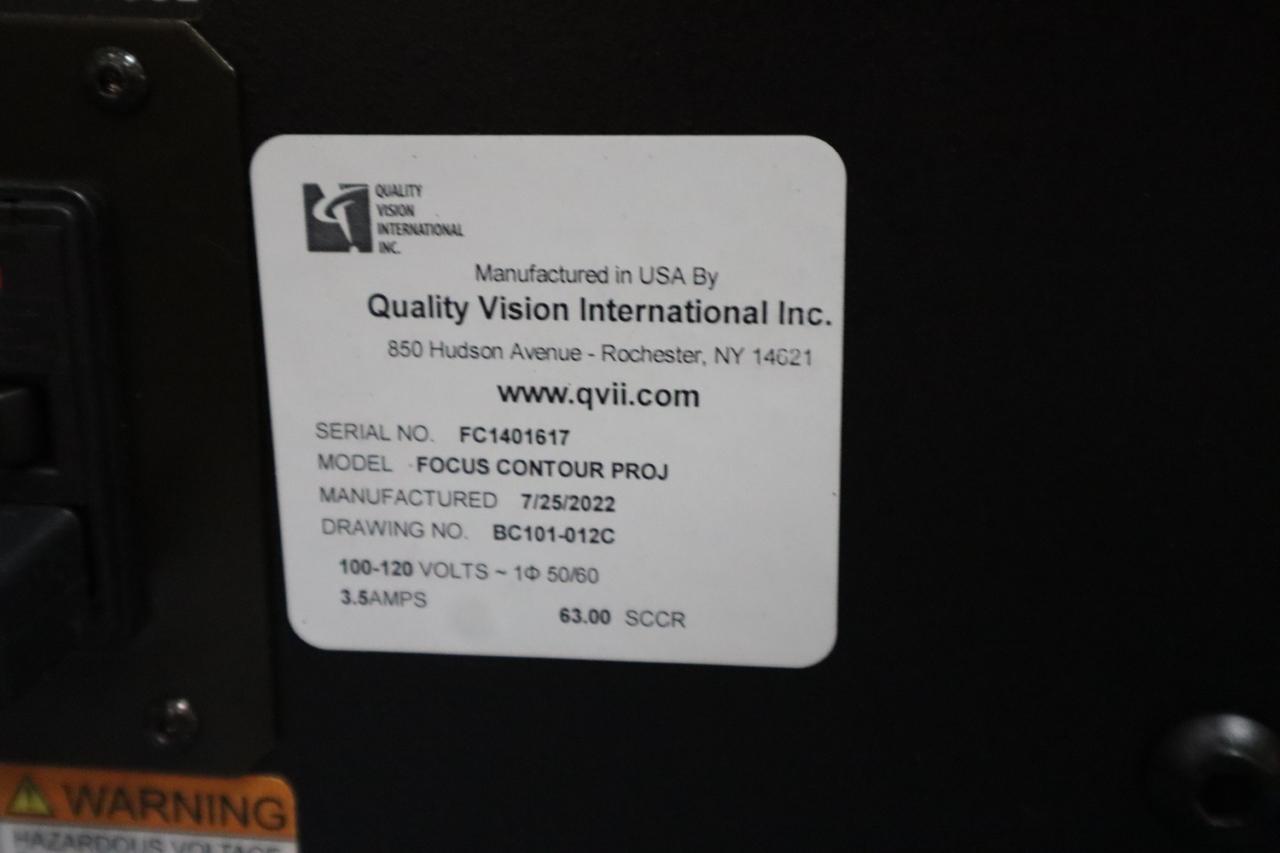 QUALITY
VISION
INTERNATIONAL
INC.
Manufactured in USA By
Quality Vision International Inc.
850 Hudson Avenue - Rochester, NY 14621
www.qvii.com
SERIAL NO. FC1401617
MODEL FOCUS CONTOUR PROJ
MANUFACTURED 7/25/2022
DRAWING NO. BC101-012C
100-120 VOLTS ~ 1Φ 50/60
3.5AMPS
63.00 SCCR
WARNING
HAZARDOUS VOLTAGE